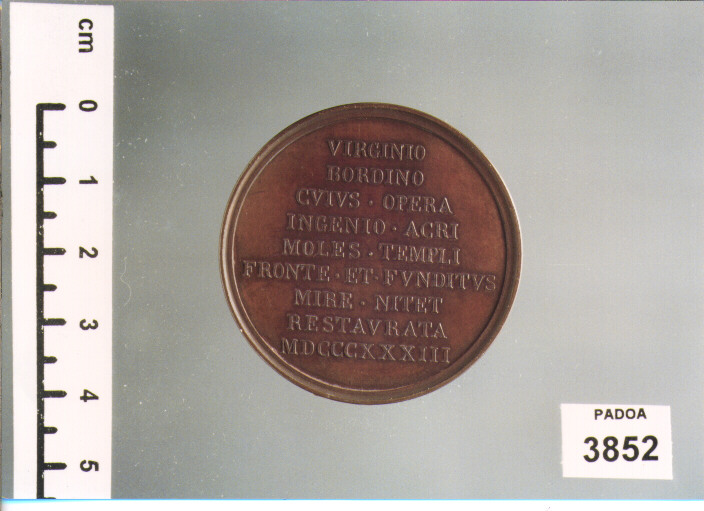 cm
0
1
2
3
4
5
VIRGINIO
BORDINO
CVIVS · OPERA
INGENIO · ACRI
MOLES · TEMPLI
FRONTE · ET · FVNDITVS
MIRE · NITET
RESTAVRATA
MDCCCXXXIII
PADOA
3852